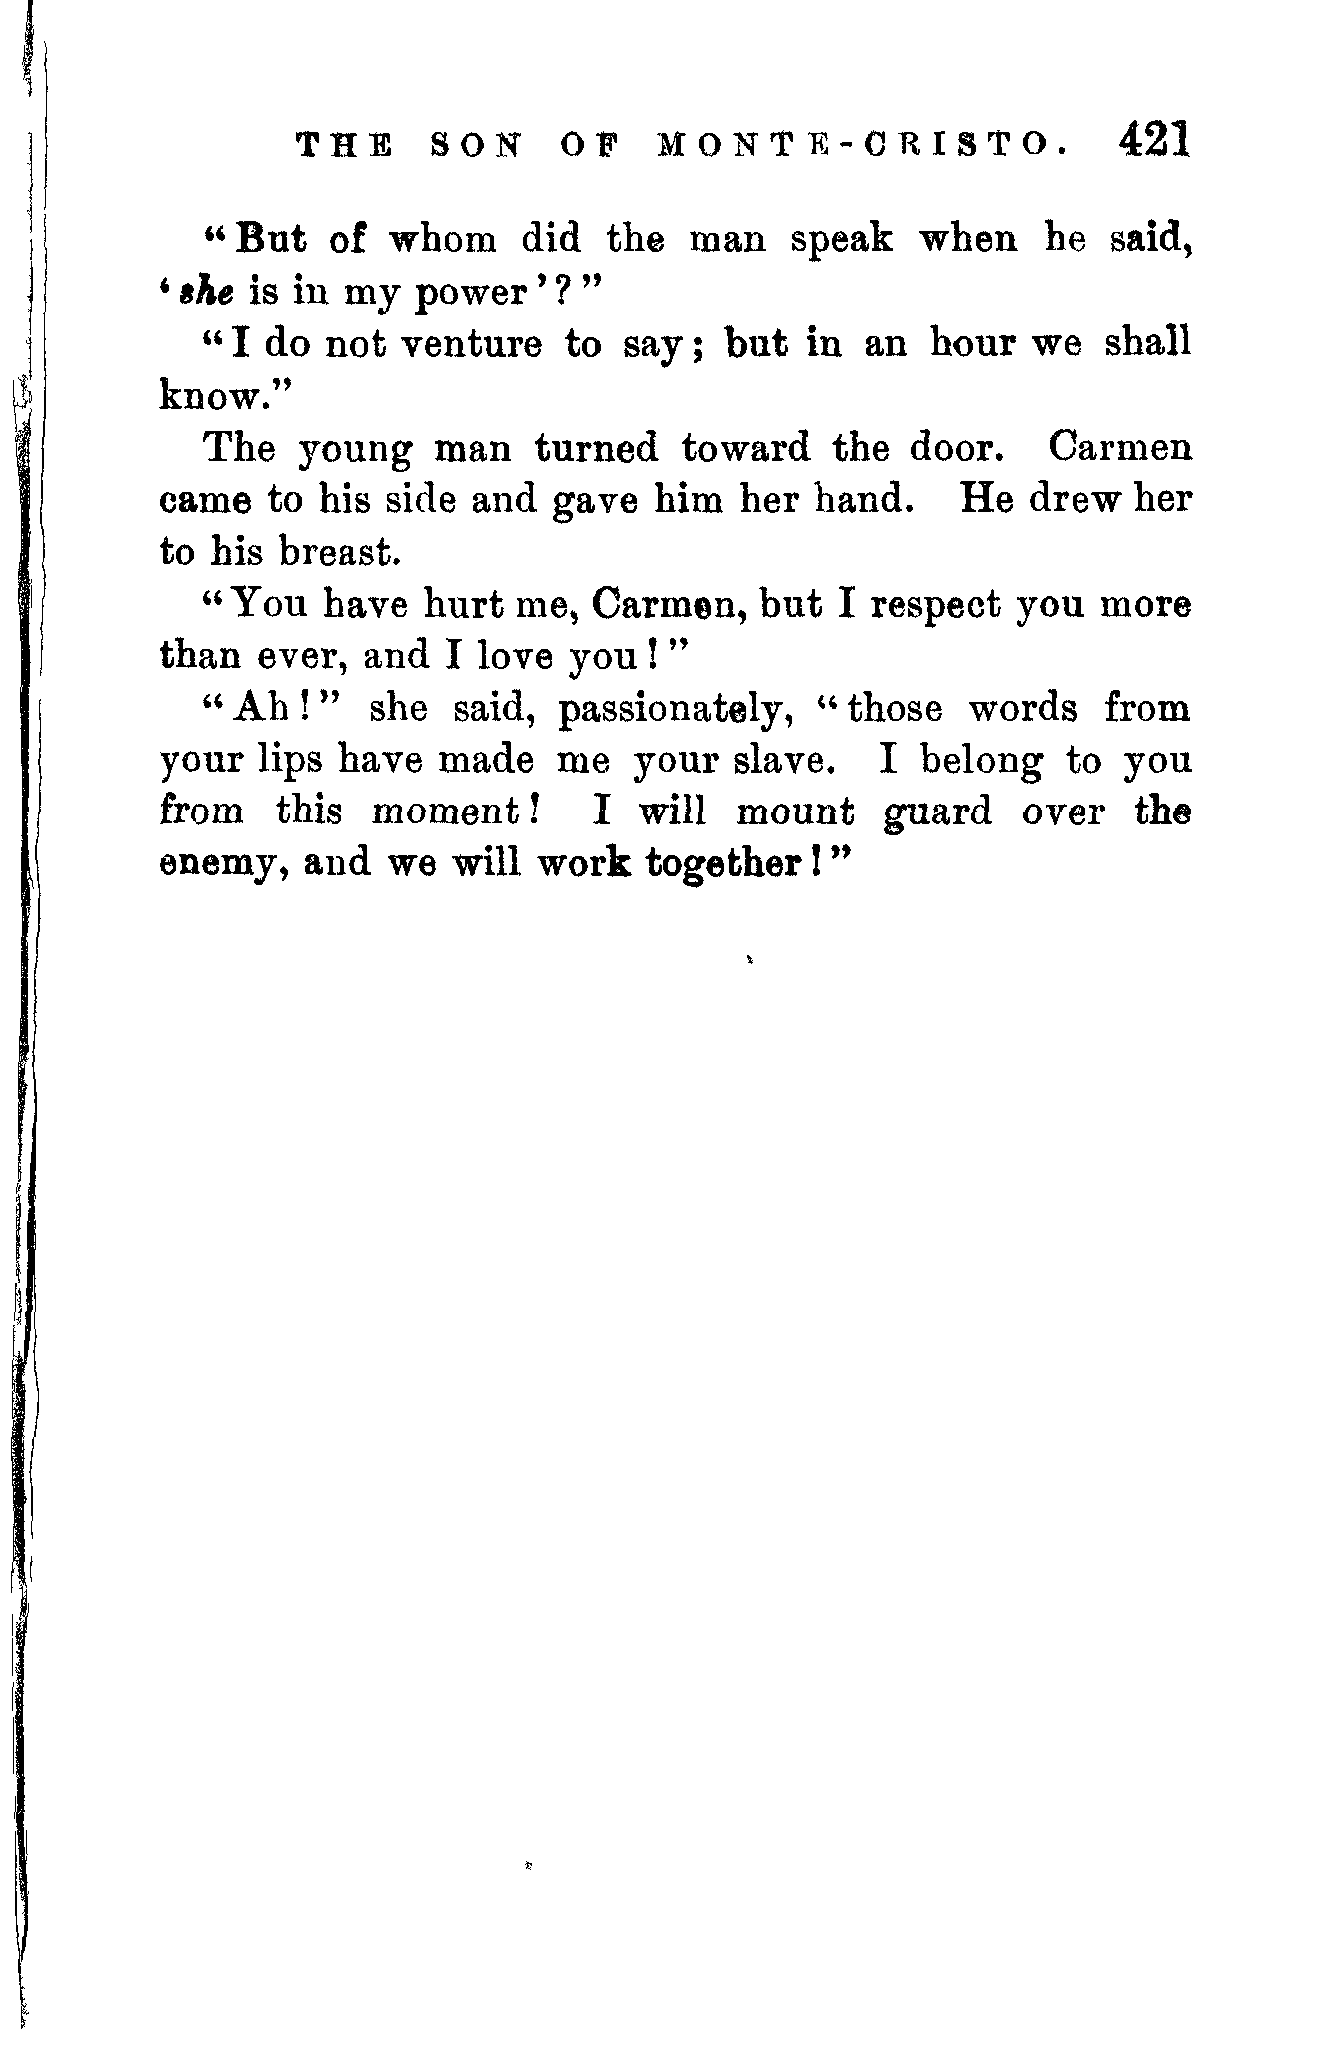 THE SON OF MONTE-CRISTO. 421
“But of whom did the man speak when he said,
‘she is in my power’?”
“I do not venture to say; but in an hour we shall
know.”
The young man turned toward the door. Carmen
came to his side and gave him her hand. He drew her
to his breast.
“You have hurt me, Carmen, but I respect you more
than ever, and I love you!”
“Ah!” she said, passionately, “those words from
your lips have made me your slave. I belong to you
from this moment! I will mount guard over the
enemy, and we will work together!”